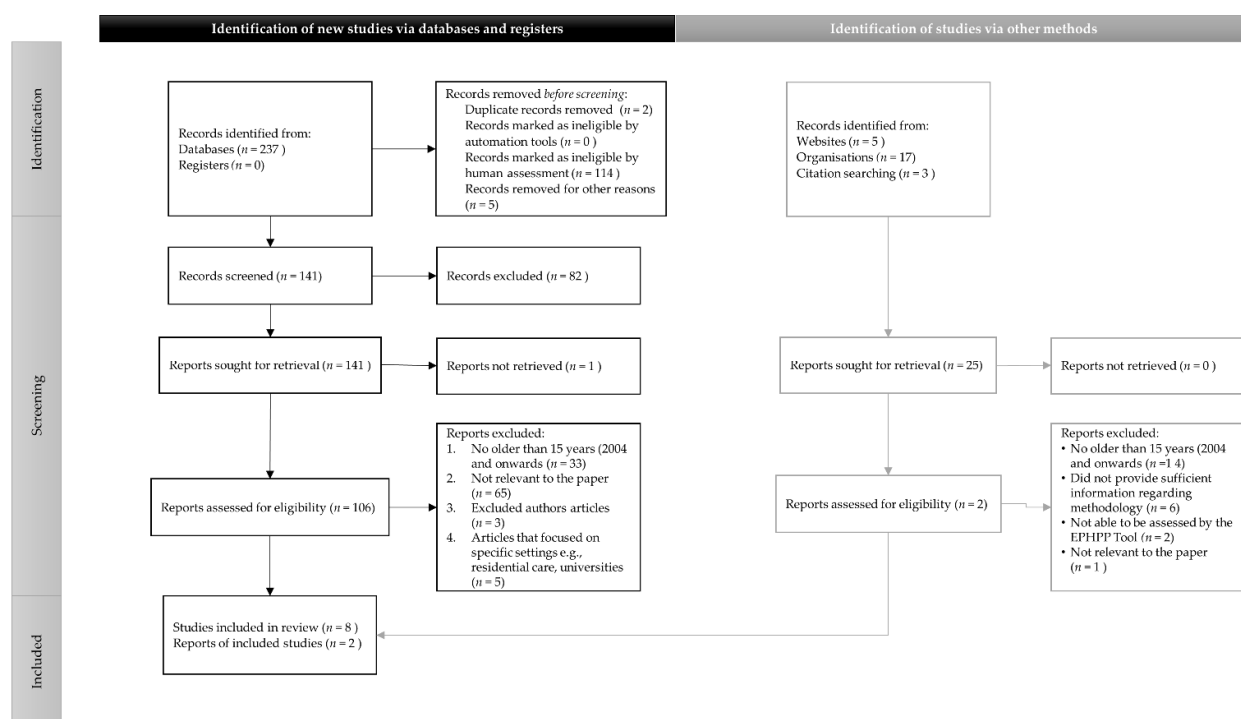 Identification of new studies via databases and registers
Identification of studies via other methods
Identification
Records identified from:
Databases (n = 237 )
Registers (n = 0)
Records removed before screening:
Duplicate records removed (n = 2)
Records marked as ineligible by
automation tools (n = 0 )
Records marked as ineligible by
human assessment (n = 114 )
Records removed for other reasons
(n = 5)
Records identified from:
Websites (n = 5 )
Organisations (n = 17)
Citation searching (n = 3 )
Screening
Records screened (n = 141)
Records excluded (n = 82 )
Reports sought for retrieval (n = 141 )
Reports not retrieved (n = 1 )
Reports sought for retrieval (n = 25)
Reports not retrieved (n = 0 )
Reports assessed for eligibility (n = 106)
Reports excluded:
1. No older than 15 years (2004
and onwards (n = 33)
2. Not relevant to the paper
(n = 65)
3. Excluded authors articles
(n = 3)
4. Articles that focused on
specific settings e.g.,
residential care, universities
(n = 5)
Reports assessed for eligibility (n = 2)
Reports excluded:
• No older than 15 years (2004
and onwards (n =1 4)
• Did not provide sufficient
information regarding
methodology (n = 6)
• Not able to be assessed by the
EPHPP Tool (n = 2)
• Not relevant to the paper
(n = 1 )
Included
Studies included in review (n = 8 )
Reports of included studies (n = 2 )